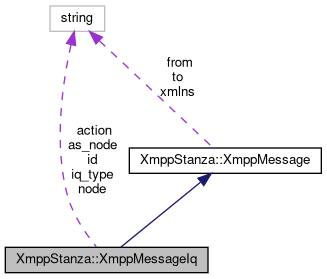 string
from
to
xmlns
action
as_node
id
iq_type
node
XmppStanza::XmppMessage
XmppStanza::XmppMessageIq